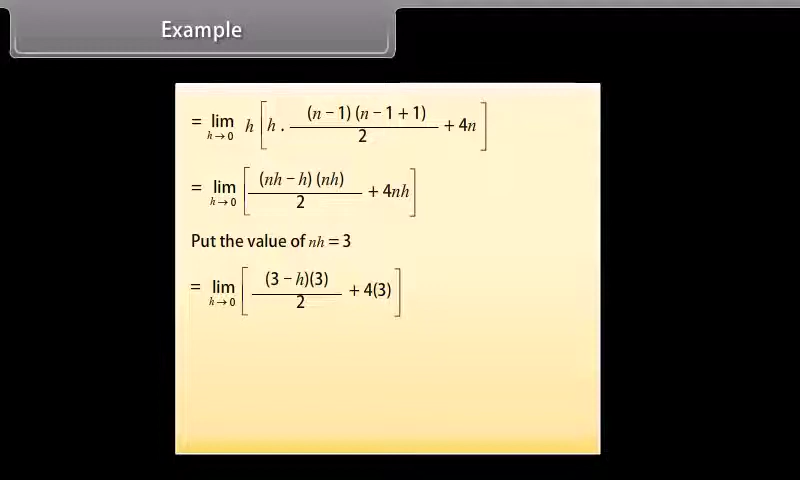 Example
= lim h→0 h [ h . (n − 1) (n − 1 + 1) / 2 + 4n ]
= lim h→0 [ (nh − h) (nh) / 2 + 4nh ]
Put the value of nh = 3
= lim h→0 [ (3 − h)(3) / 2 + 4(3) ]